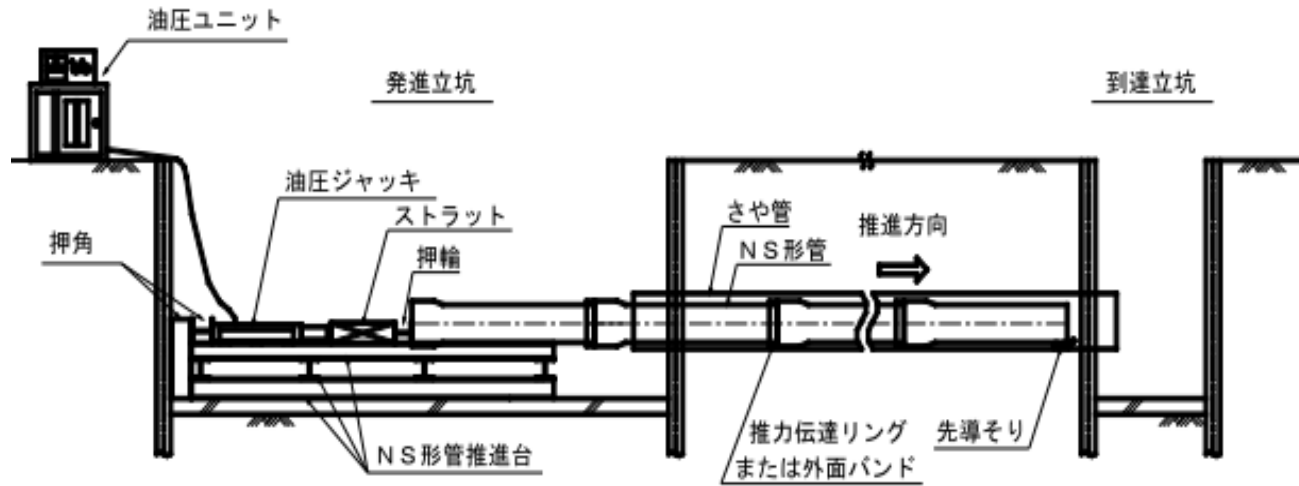 油圧ユニット
発進立坑
到達立坑
油圧ジャッキ
ストラット
押角
押輪
さや管
NS形管
推進方向
NS形管推進台
推力伝達リング
または外面バンド
先導そり